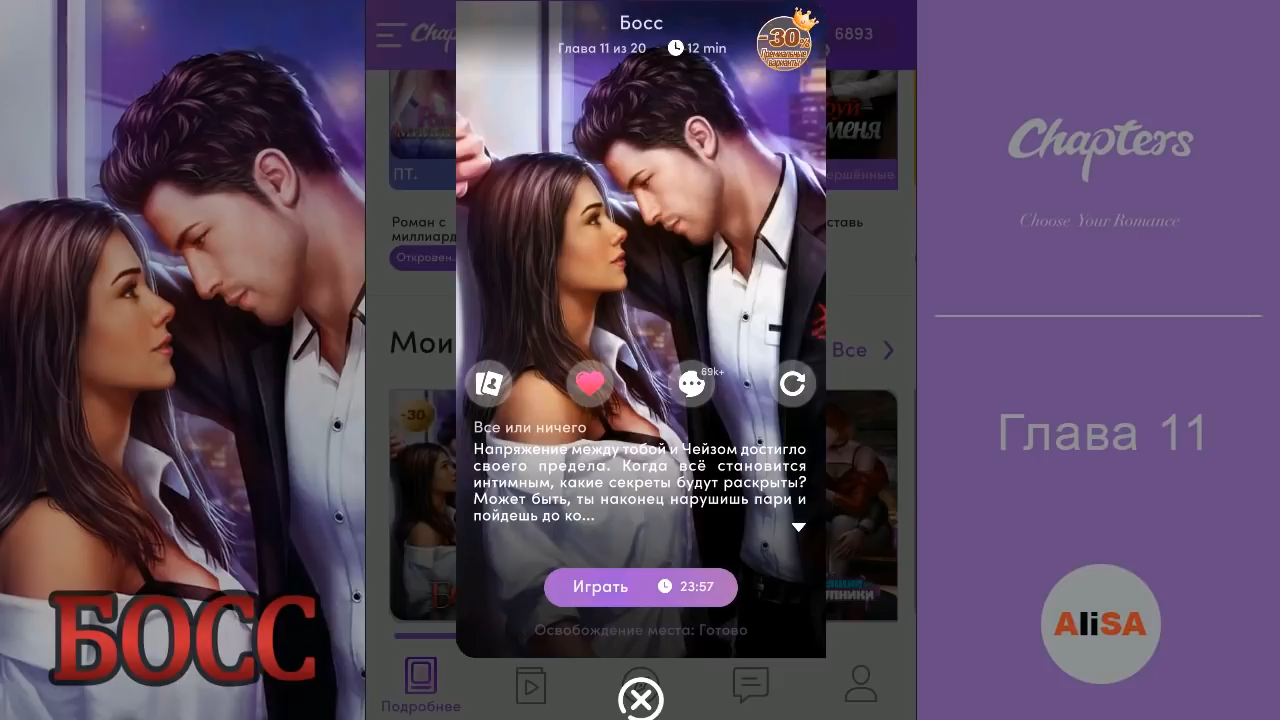 БОСС
Chap
Босс
Глава 11 из 20
12 min
-30%
Премиальные
варианты
6893
ПТ.
МЕНЯ
Роман с
миллиард
Откровен..
Мои
Все
-30
69k+
Все или ничего
Напряжение между тобой и Чейзом достигло
своего предела. Когда всё становится
интимным, какие секреты будут раскрыты?
Может быть, ты наконец нарушишь пари и
пойдешь до ко...
Играть
23:57
Освобождение места: Готово
Подробнее
Chapters
Choose Your Romance
Глава 11
AliSA